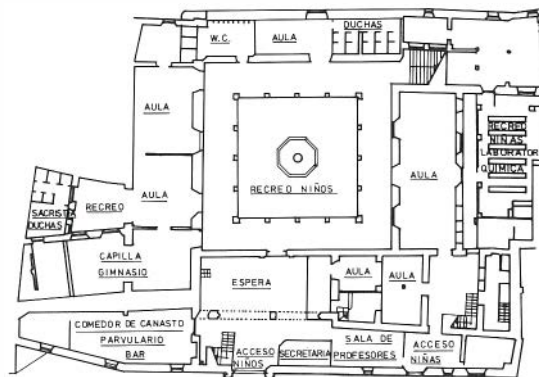 W.C.
AULA
DUCHAS
AULA
RECREO
NIÑAS
LABORATOR
QUIMICA
AULA
RECREO NIÑOS
RECREO
AULA
SACRISTIA
DUCHAS
CAPILLA
GIMNASIO
ESPERA
AULA
AULA
COMEDOR DE CANASTO
PARVULARIO
BAR
ACCESO
NIÑOS
SECRETARIA
SALA DE
PROFESORES
ACCESO
NIÑAS